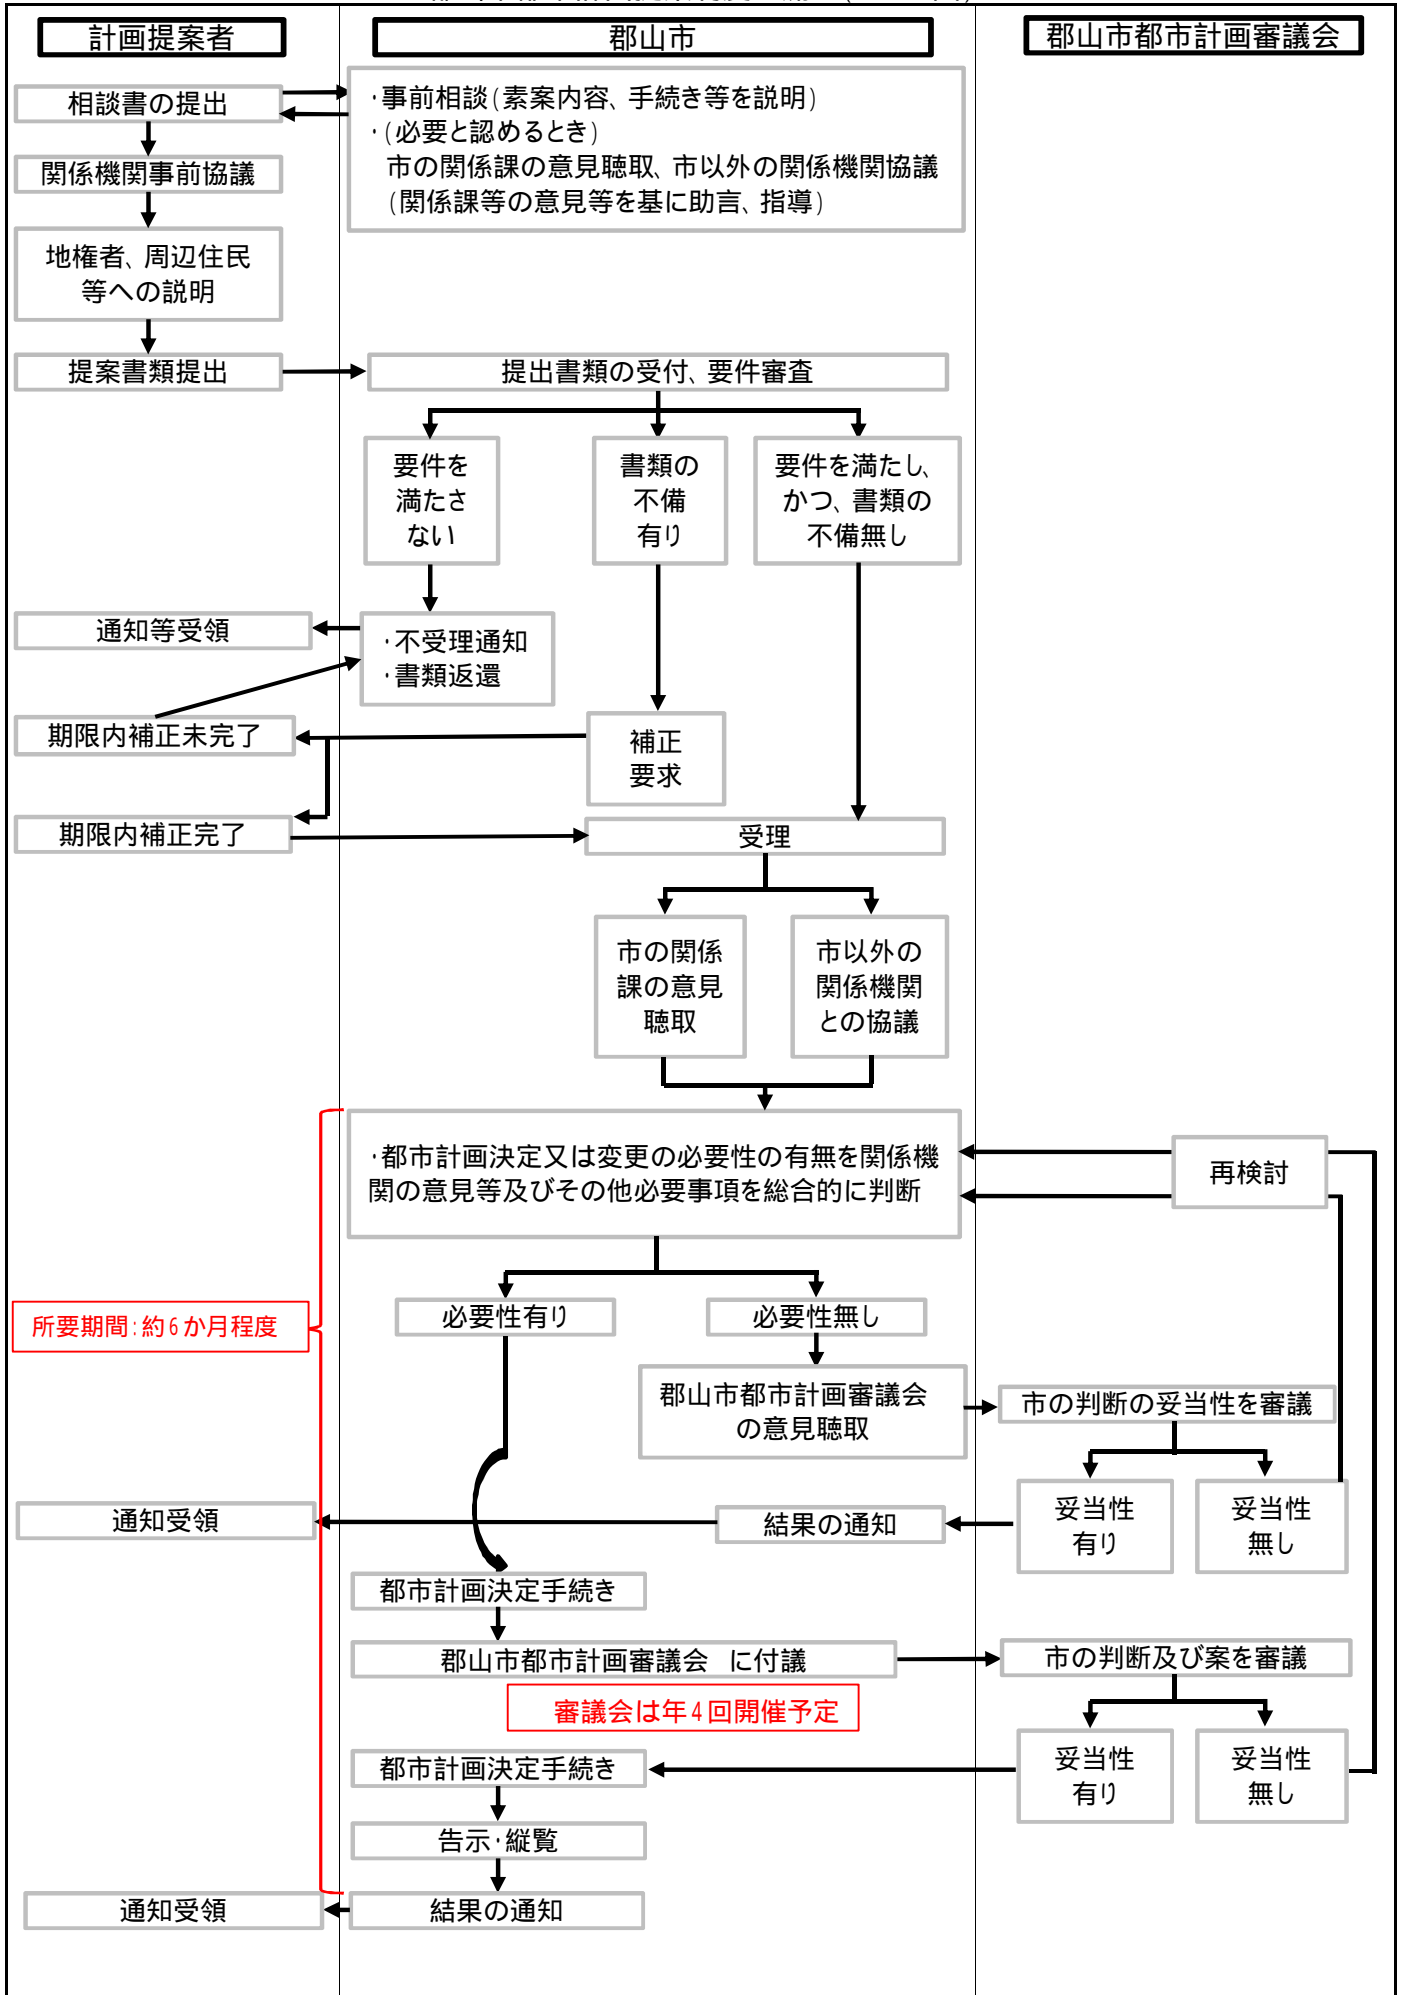 計画提案者
郡山市
郡山市都市計画審議会
相談書の提出
・事前相談(素案内容、手続き等を説明)
・(必要と認めるとき)
市の関係課の意見聴取、市以外の関係機関協議
(関係課等の意見等を基に助言、指導)
関係機関事前協議
地権者、周辺住民
等への説明
提案書類提出
提出書類の受付、要件審査
要件を
満たさ
ない
書類の
不備
有り
要件を満たし、
かつ、書類の
不備無し
通知等受領
・不受理通知
・書類返還
期限内補正未完了
補正
要求
期限内補正完了
受理
市の関係
課の意見
聴取
市以外の
関係機関
との協議
・都市計画決定又は変更の必要性の有無を関係機
関の意見等及びその他必要事項を総合的に判断
再検討
所要期間:約6か月程度
必要性有り
必要性無し
郡山市都市計画審議会
の意見聴取
市の判断の妥当性を審議
妥当性
有り
妥当性
無し
通知受領
結果の通知
都市計画決定手続き
郡山市都市計画審議会 に付議
市の判断及び案を審議
審議会は年4回開催予定
妥当性
有り
妥当性
無し
都市計画決定手続き
告示・縦覧
通知受領
結果の通知